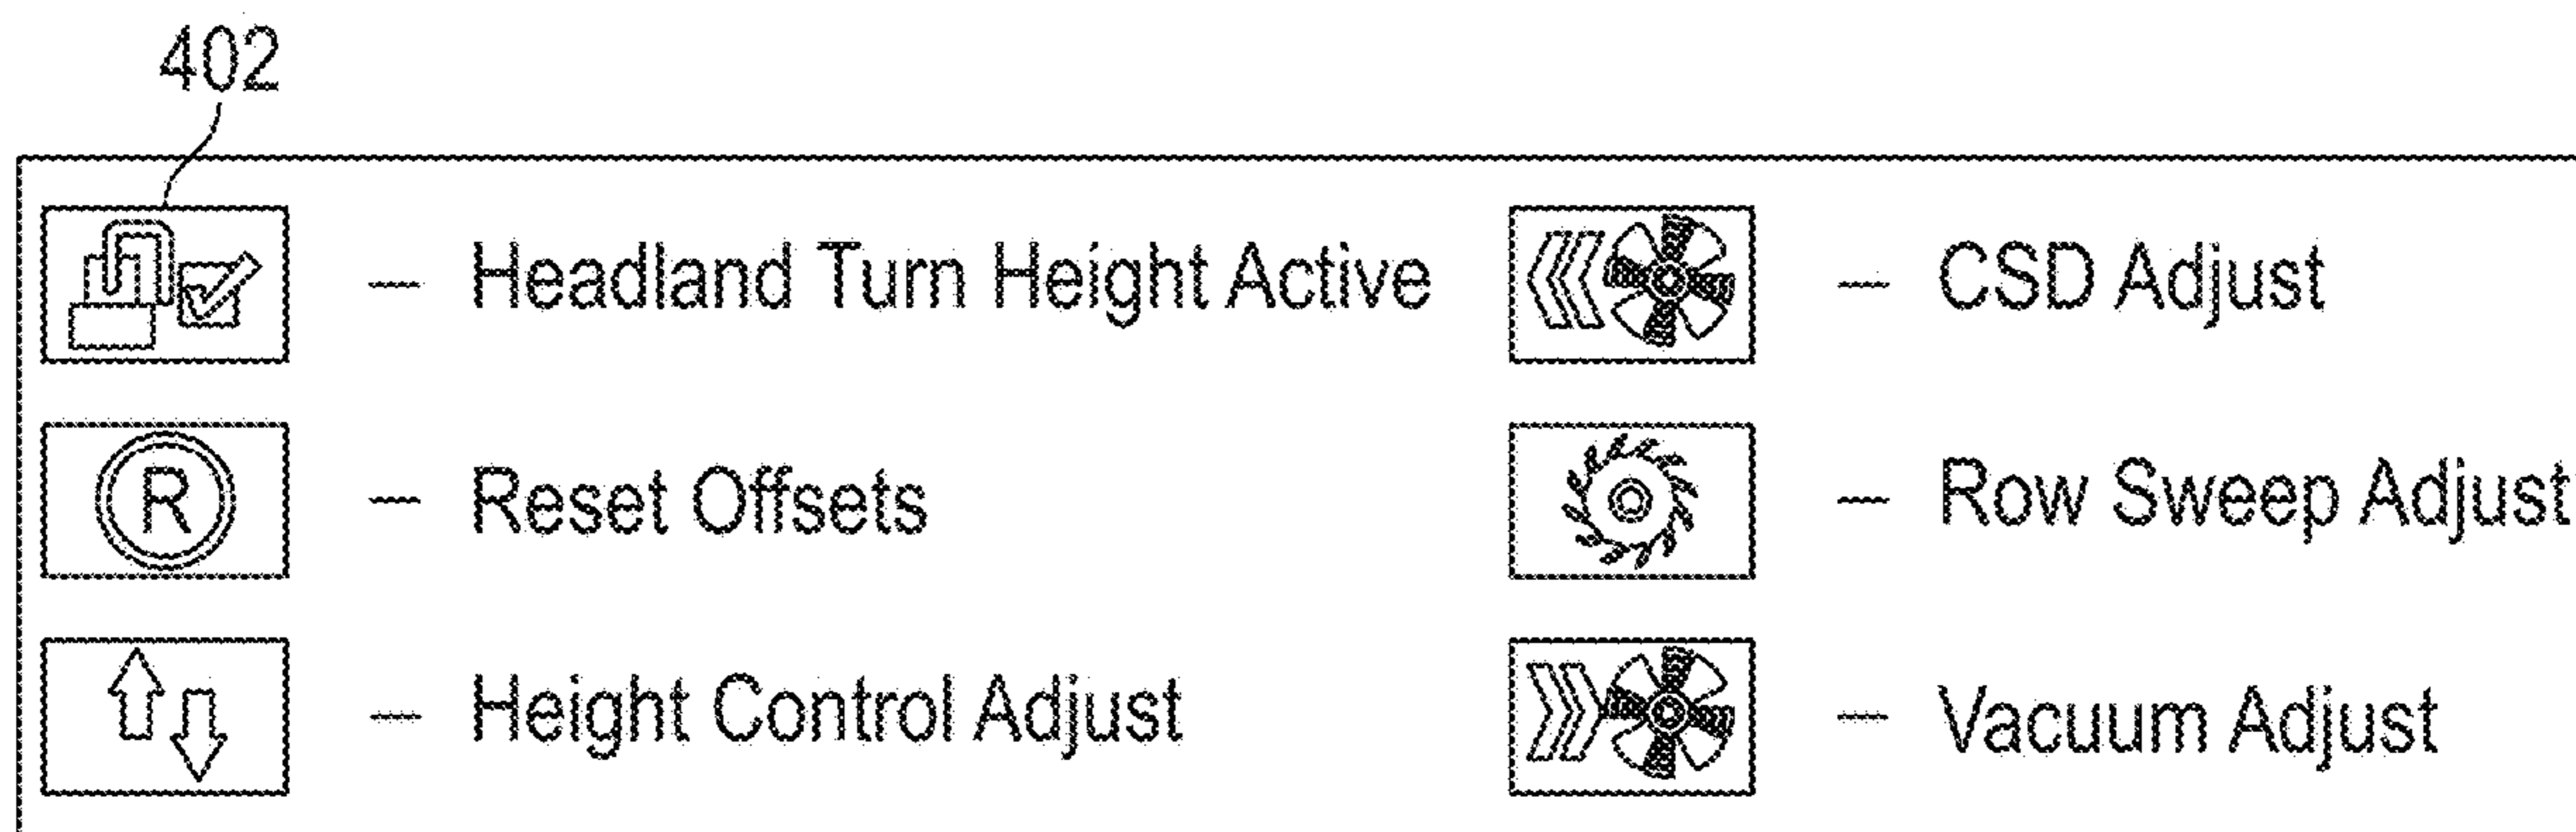 402
— Headland Turn Height Active
— CSD Adjust
R — Reset Offsets
— Row Sweep Adjust
— Height Control Adjust
— Vacuum Adjust